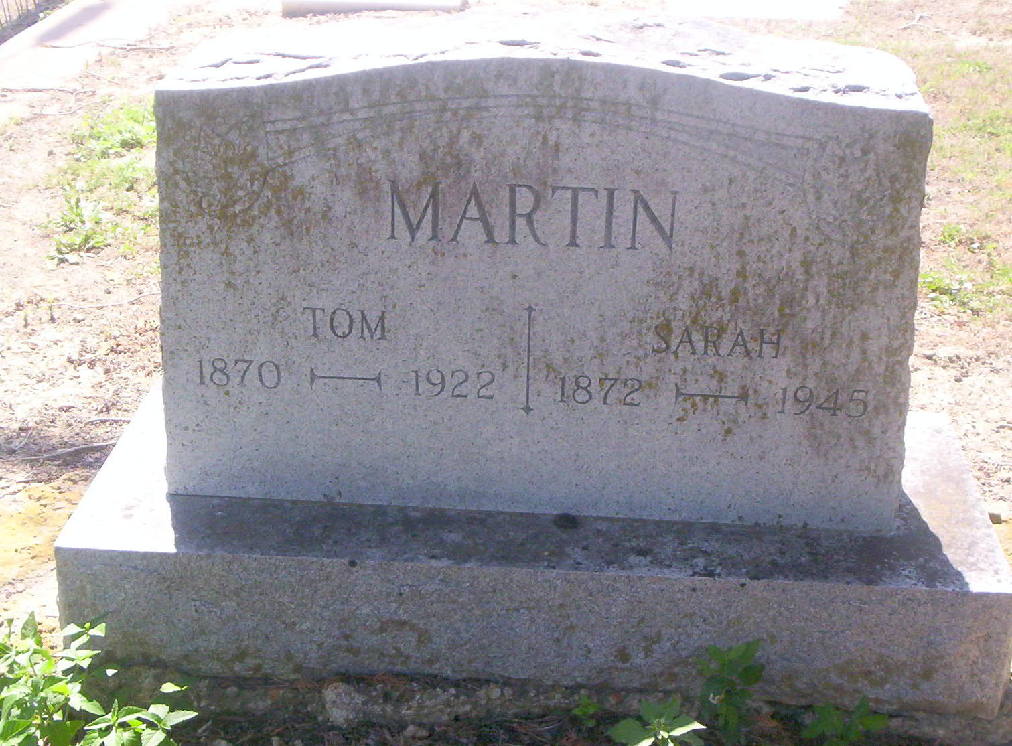 MARTIN
TOM
1870 — 1922
SARAH
1872 — 1945